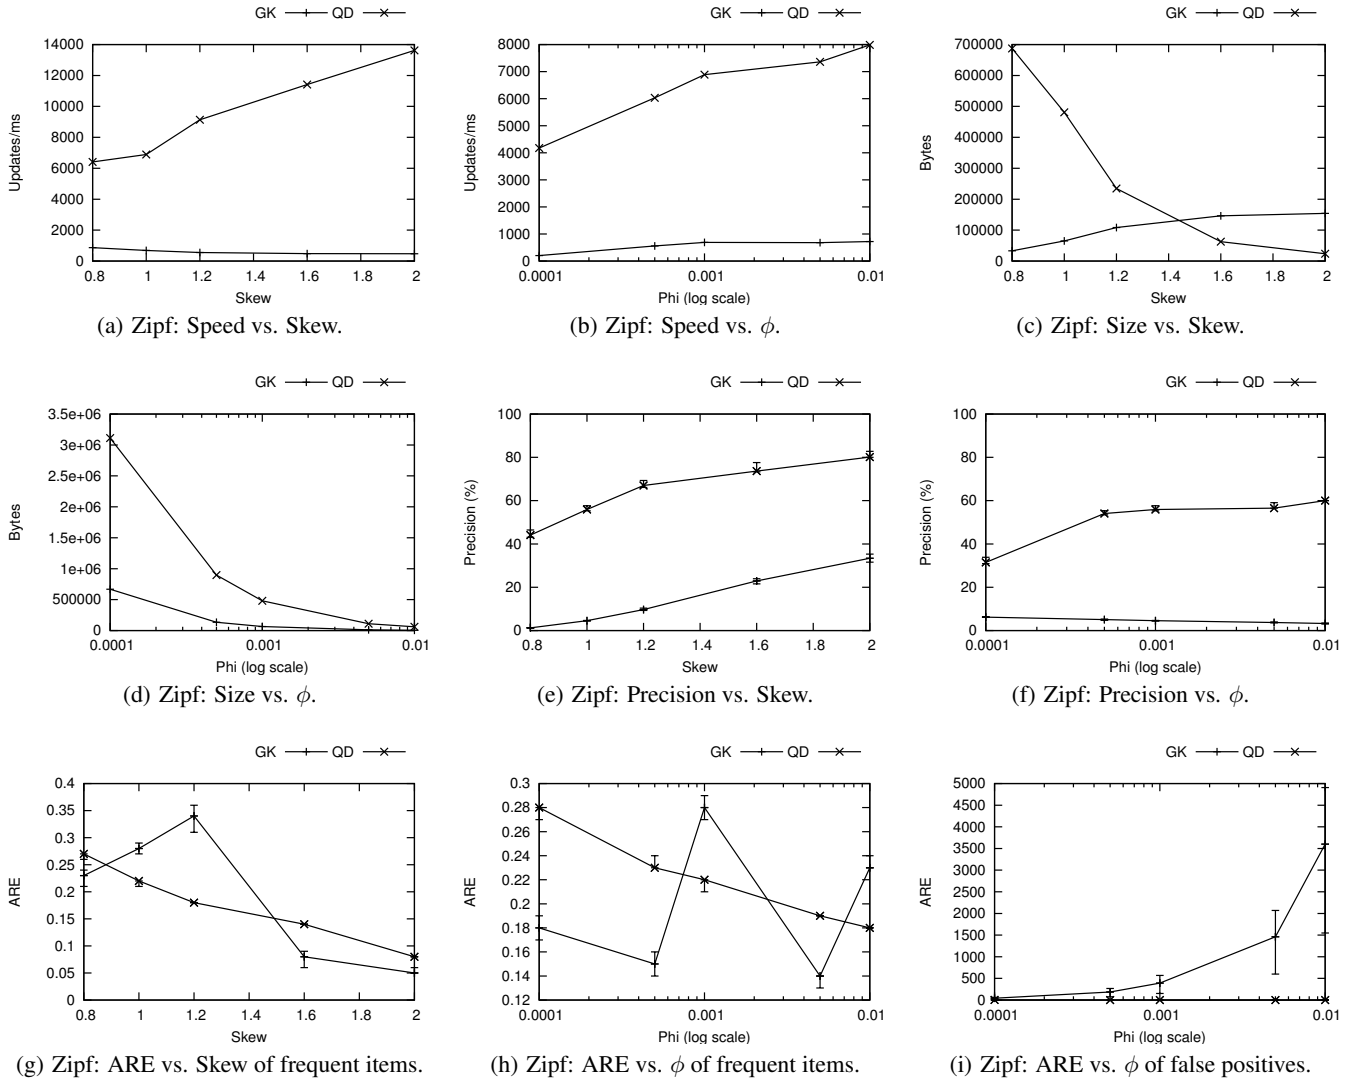 GK QD
14000
12000
10000
8000
6000
4000
2000
0
0.8 1 1.2 1.4 1.6 1.8 2
Updates/ms
Skew
(a) Zipf: Speed vs. Skew.
GK QD
8000
7000
6000
5000
4000
3000
2000
1000
0
0.0001 0.001 0.01
Updates/ms
Phi (log scale)
(b) Zipf: Speed vs. ϕ.
GK QD
700000
600000
500000
400000
300000
200000
100000
0
0.8 1 1.2 1.4 1.6 1.8 2
Bytes
Skew
(c) Zipf: Size vs. Skew.
GK QD
3.5e+06
3e+06
2.5e+06
2e+06
1.5e+06
1e+06
500000
0
0.0001 0.001 0.01
Bytes
Phi (log scale)
(d) Zipf: Size vs. ϕ.
GK QD
100
80
60
40
20
0
0.8 1 1.2 1.4 1.6 1.8 2
Precision (%)
Skew
(e) Zipf: Precision vs. Skew.
GK QD
100
80
60
40
20
0
0.0001 0.001 0.01
Precision (%)
Phi (log scale)
(f) Zipf: Precision vs. ϕ.
GK QD
0.4
0.35
0.3
0.25
0.2
0.15
0.1
0.05
0
0.8 1 1.2 1.4 1.6 1.8 2
ARE
Skew
(g) Zipf: ARE vs. Skew of frequent items.
GK QD
0.3
0.28
0.26
0.24
0.22
0.2
0.18
0.16
0.14
0.12
0.0001 0.001 0.01
ARE
Phi (log scale)
(h) Zipf: ARE vs. ϕ of frequent items.
GK QD
5000
4500
4000
3500
3000
2500
2000
1500
1000
500
0
0.0001 0.001 0.01
ARE
Phi (log scale)
(i) Zipf: ARE vs. ϕ of false positives.